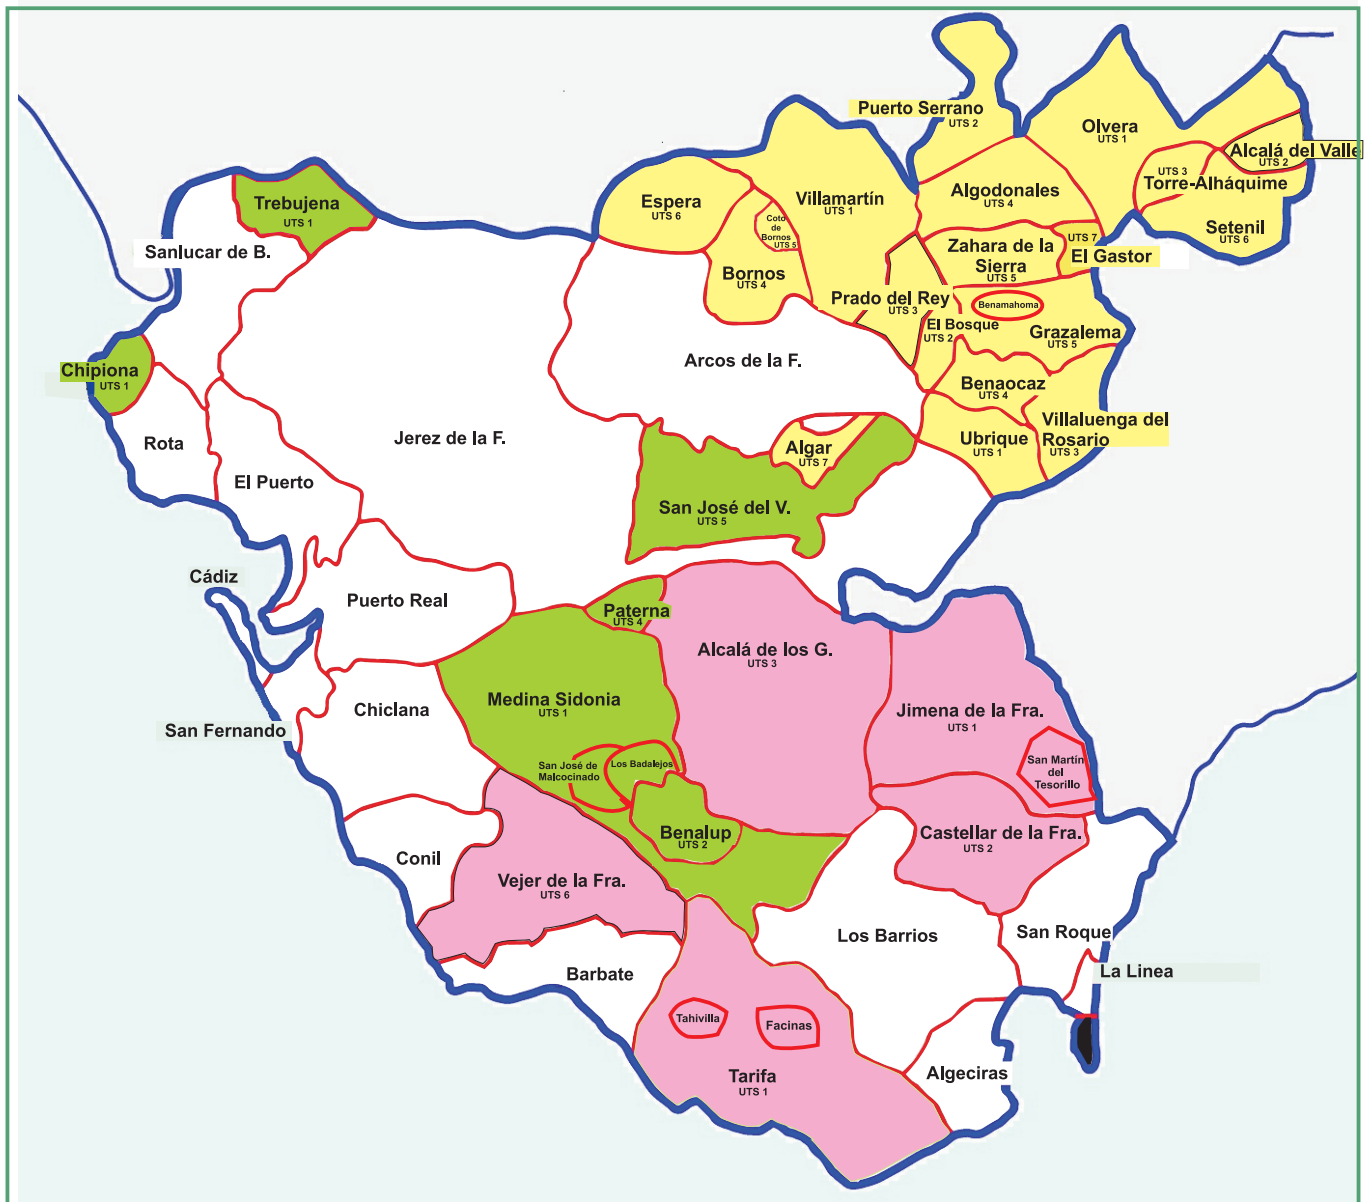 Puerto Serrano
UTS 2
Olvera
UTS 1
Alcalá del Valle
UTS 2
UTS 3
Torre-Alháquime
Setenil
UTS 6
Algodonales
UTS 4
Villamartín
UTS 1
Espera
UTS 6
Coto
de
Bornos
UTS 5
Bornos
UTS 4
Zahara de la
Sierra
UTS 5
UTS 7
El Gastor
Trebujena
UTS 1
Sanlucar de B.
Prado del Rey
UTS 3
Benamahoma
El Bosque
UTS 2
Grazalema
UTS 5
Chipiona
UTS 1
Arcos de la F.
Benaocaz
UTS 4
Villaluenga del
Rosario
UTS 3
Ubrique
UTS 1
Rota
Jerez de la F.
Algar
UTS 7
El Puerto
San José del V.
UTS 5
Cádiz
Puerto Real
Paterna
UTS 4
Alcalá de los G.
UTS 3
Medina Sidonia
UTS 1
Chiclana
Jimena de la Fra.
UTS 1
San Fernando
San José de
Malcocinado
Los Badalejos
San Martin
del
Tesorillo
Benalup
UTS 2
Castellar de la Fra.
UTS 2
Conil
Vejer de la Fra.
UTS 6
Los Barrios
San Roque
Barbate
La Linea
Tahivilla
Facinas
Tarifa
UTS 1
Algeciras